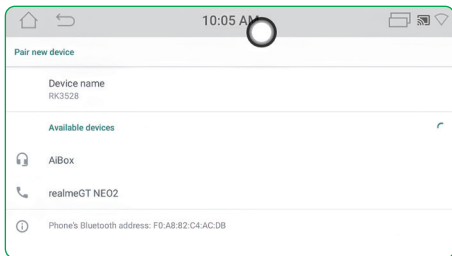 10:05 AM
Pair new device
Device name
RK3528
Available devices
AiBox
realmeGT NEO2
Phone's Bluetooth address: F0:A8:82:C4:AC:DB